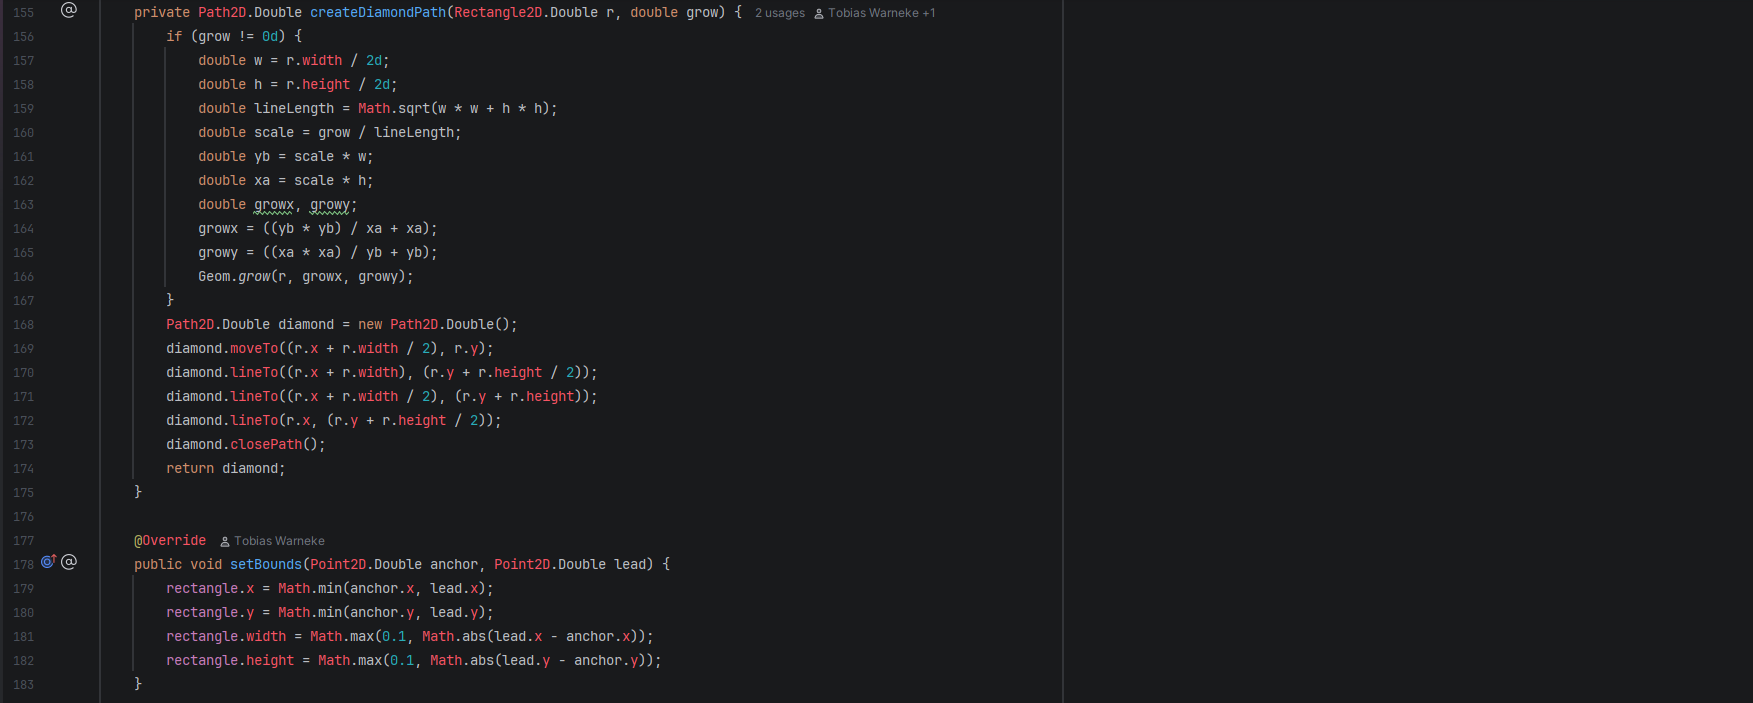 155 @ private Path2D.Double createDiamondPath(Rectangle2D.Double r, double grow) { 2 usages Tobias Warneke +1
156 if (grow != 0d) {
157 double w = r.width / 2d;
158 double h = r.height / 2d;
159 double lineLength = Math.sqrt(w * w + h * h);
160 double scale = grow / lineLength;
161 double yb = scale * w;
162 double xa = scale * h;
163 double growx, growy;
164 growx = ((yb * yb) / xa + xa);
165 growy = ((xa * xa) / yb + yb);
166 Geom.grow(r, growx, growy);
167 }
168 Path2D.Double diamond = new Path2D.Double();
169 diamond.moveTo((r.x + r.width / 2), r.y);
170 diamond.lineTo((r.x + r.width), (r.y + r.height / 2));
171 diamond.lineTo((r.x + r.width / 2), (r.y + r.height));
172 diamond.lineTo(r.x, (r.y + r.height / 2));
173 diamond.closePath();
174 return diamond;
175 }
176
177 @Override Tobias Warneke
178 @ public void setBounds(Point2D.Double anchor, Point2D.Double lead) {
179 rectangle.x = Math.min(anchor.x, lead.x);
180 rectangle.y = Math.min(anchor.y, lead.y);
181 rectangle.width = Math.max(0.1, Math.abs(lead.x - anchor.x));
182 rectangle.height = Math.max(0.1, Math.abs(lead.y - anchor.y));
183 }